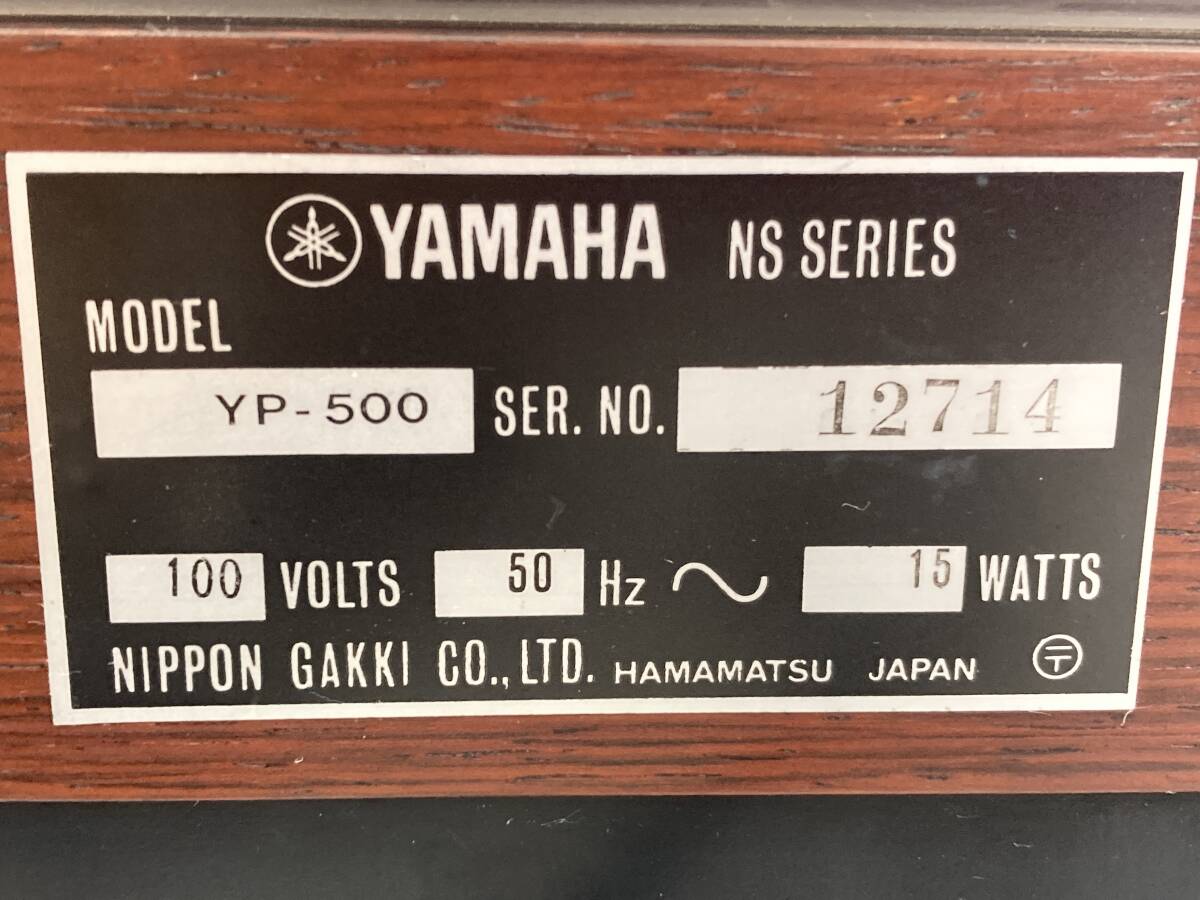 YAMAHA NS SERIES
MODEL
YP-500 SER. NO. 12714
100 VOLTS 50 Hz 15 WATTS
NIPPON GAKKI CO., LTD. HAMAMATSU JAPAN 〒